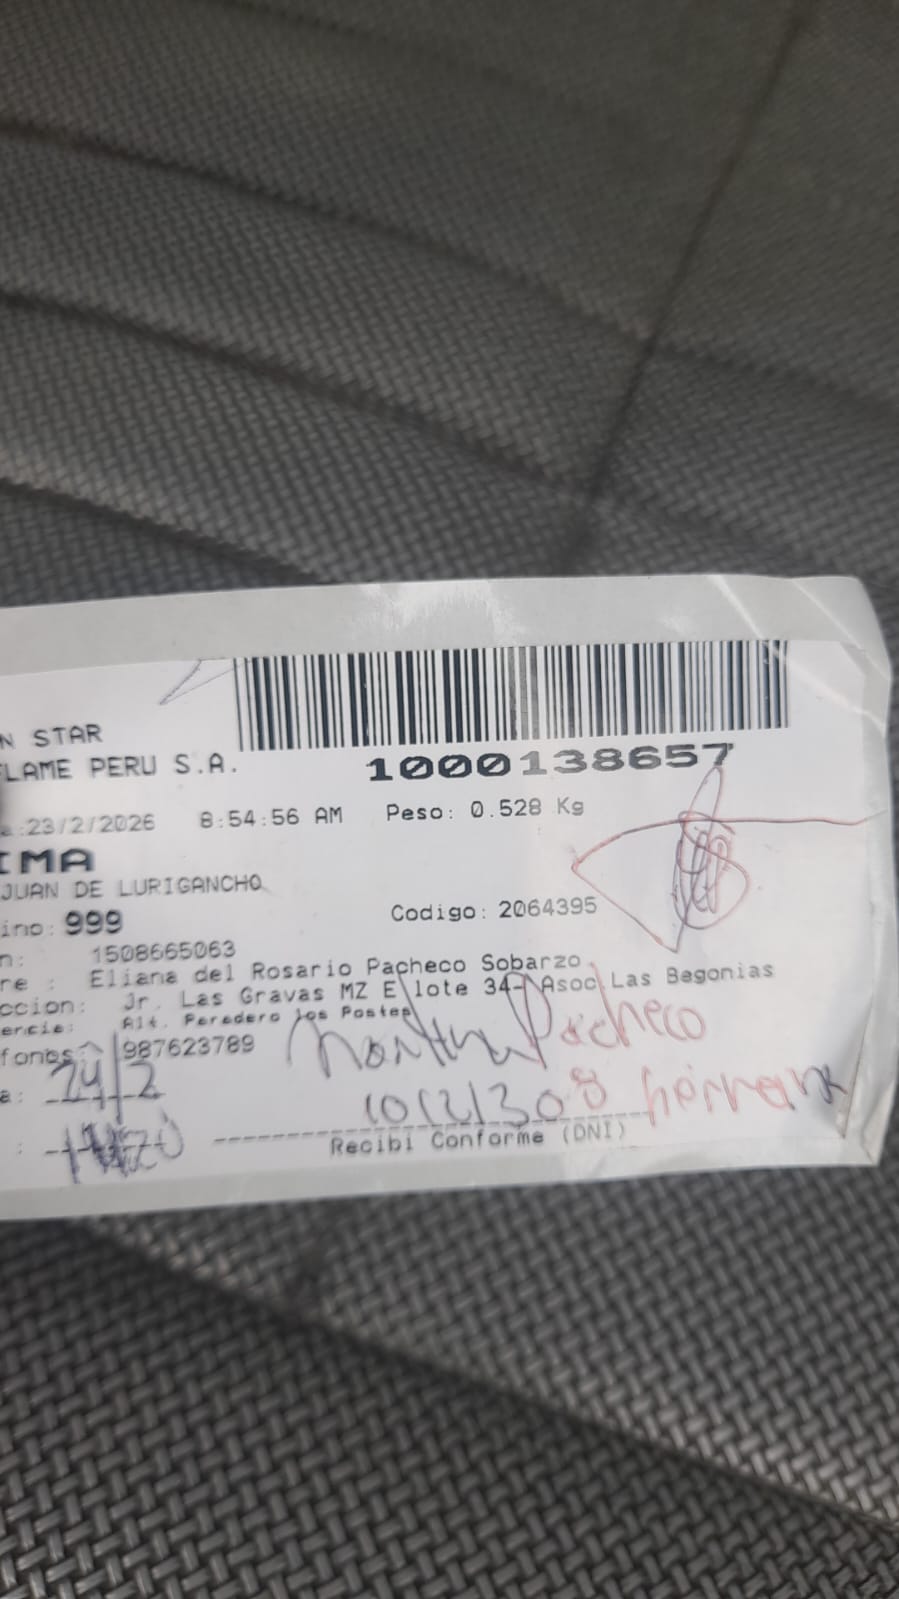 N STAR
LAME PERU S.A.
1000138657
:23/2/2026 8:54:56 AM Peso: 0.528 Kg
IMA
JUAN DE LURIGANCHO
ino: 999 Codigo: 2064395
n: 1508665063
re : Eliana del Rosario Pacheco Sobarzo
ccion: Jr. Las Gravas MZ E lote 34- Asoc Las Begonias
encia: Alt. Paradero los Postes
fonos 987623789
Pacheco
a: 24/2
10121308 hermana
Recibi Conforme (DNI)